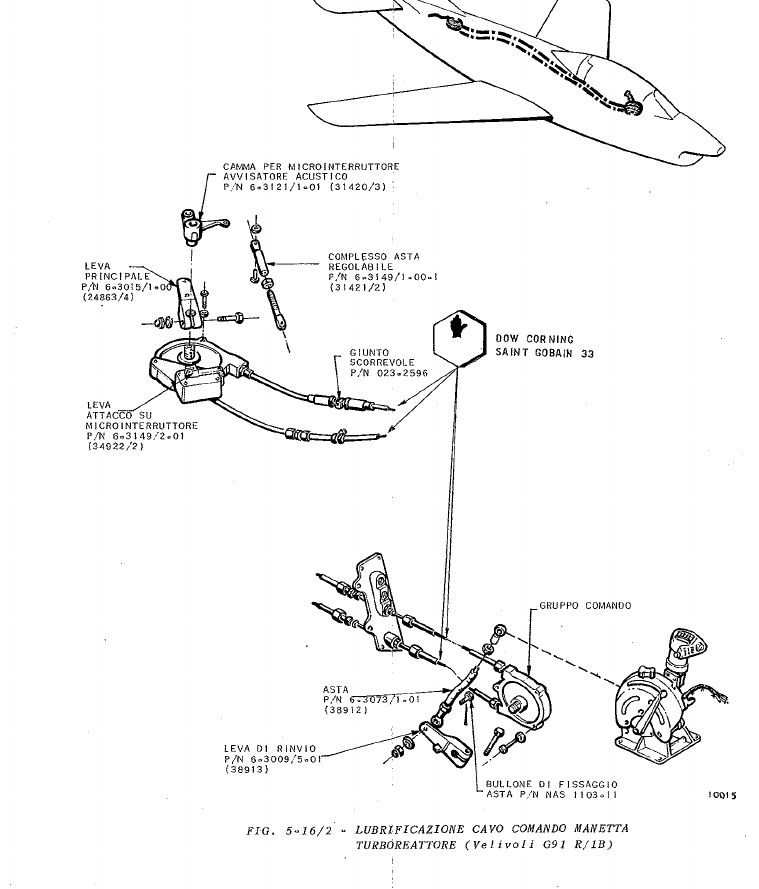 CAMMA PER MICROINTERRUTTORE
AVVISATORE ACUSTICO
P/N 6-3121/1-01 (31420/3)
LEVA
PRINCIPALE
P/N 6-3015/1-00
(24863/4)
COMPLESSO ASTA
REGOLABILE
P/N 6-3149/1-00-1
(31421/2)
DOW CORNING
SAINT GOBAIN 33
GIUNTO
SCORREVOLE
P/N 023-2596
LEVA
ATTACCO SU
MICROINTERRUTTORE
P/N 6-3149/2-01
(34922/2)
GRUPPO COMANDO
ASTA
P/N 6-3073/1-01
(38912)
LEVA DI RINVIO
P/N 6-3009/5-01
(38913)
BULLONE DI FISSAGGIO
ASTA P/N NAS 1103-11
10015
FIG. 5-16/2 - LUBRIFICAZIONE CAVO COMANDO MANETTA
TURBOREATTORE (Velivoli G91 R/1B)